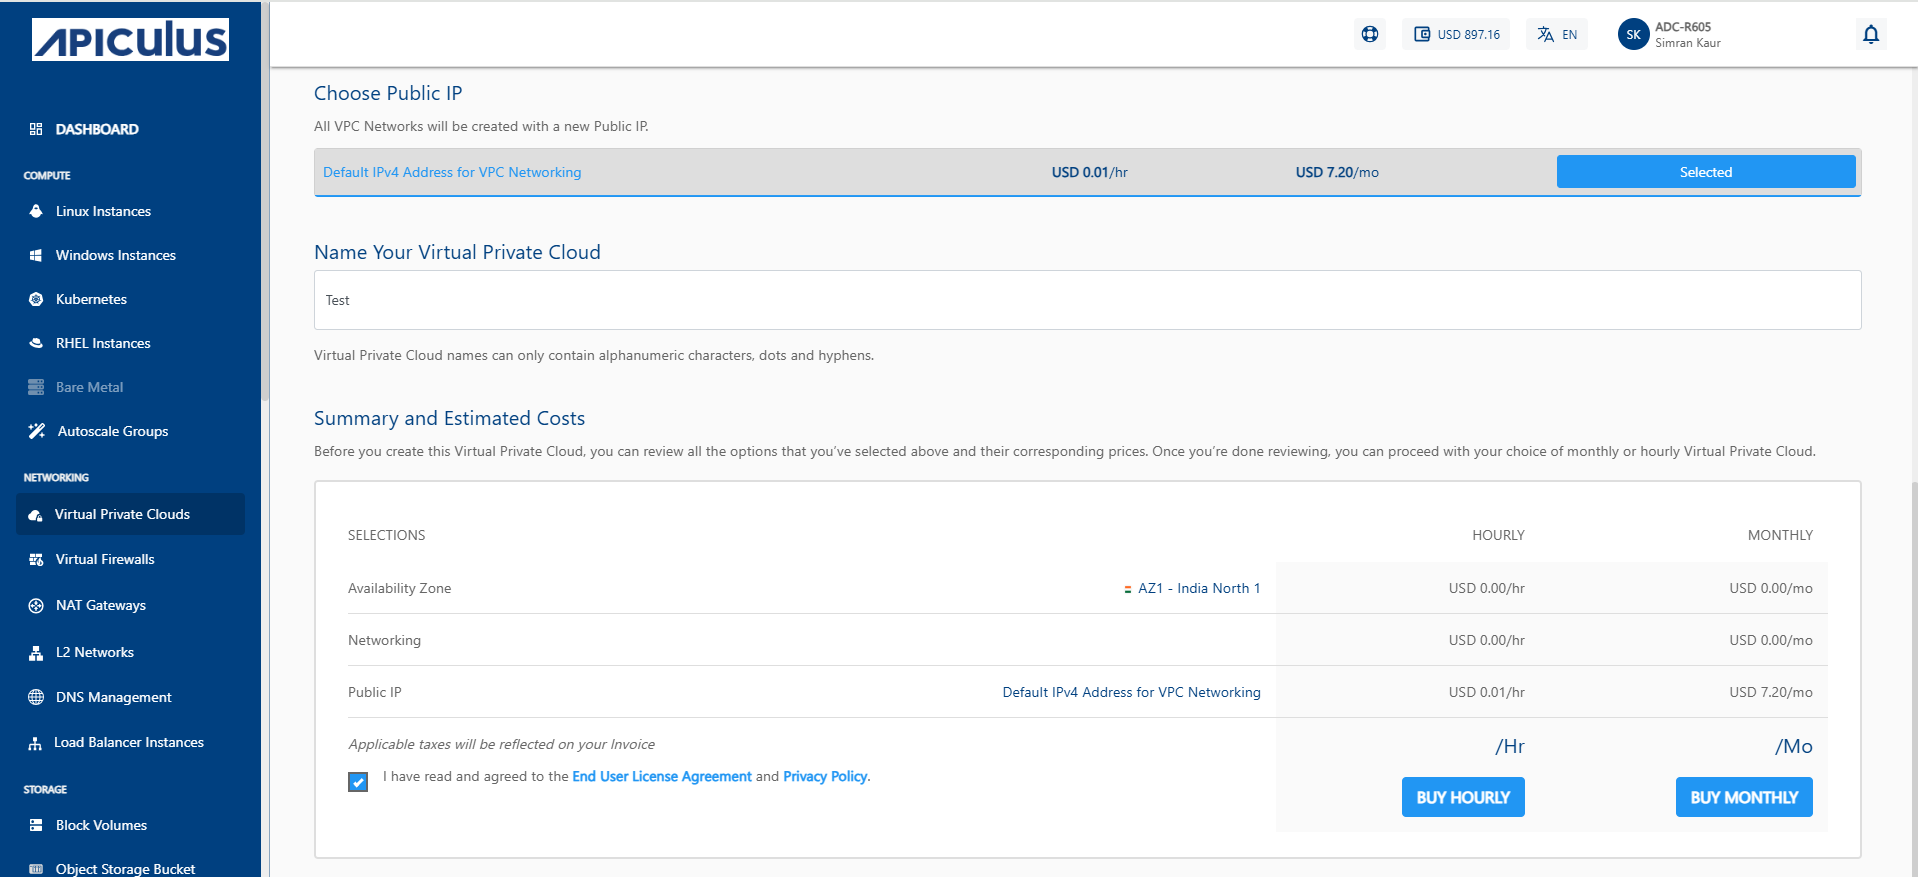 APICULUS
USD 897.16
EN
SK
ADC-R605
Simran Kaur
DASHBOARD
COMPUTE
Linux Instances
Windows Instances
Kubernetes
RHEL Instances
Bare Metal
Autoscale Groups
NETWORKING
Virtual Private Clouds
Virtual Firewalls
NAT Gateways
L2 Networks
DNS Management
Load Balancer Instances
STORAGE
Block Volumes
Object Storage Bucket
Choose Public IP
All VPC Networks will be created with a new Public IP.
Default IPv4 Address for VPC Networking USD 0.01/hr USD 7.20/mo Selected
Name Your Virtual Private Cloud
Test
Virtual Private Cloud names can only contain alphanumeric characters, dots and hyphens.
Summary and Estimated Costs
Before you create this Virtual Private Cloud, you can review all the options that you've selected above and their corresponding prices. Once you're done reviewing, you can proceed with your choice of monthly or hourly Virtual Private Cloud.
SELECTIONS HOURLY MONTHLY
Availability Zone AZ1 - India North 1 USD 0.00/hr USD 0.00/mo
Networking USD 0.00/hr USD 0.00/mo
Public IP Default IPv4 Address for VPC Networking USD 0.01/hr USD 7.20/mo
Applicable taxes will be reflected on your Invoice /Hr /Mo
I have read and agreed to the End User License Agreement and Privacy Policy.
BUY HOURLY BUY MONTHLY